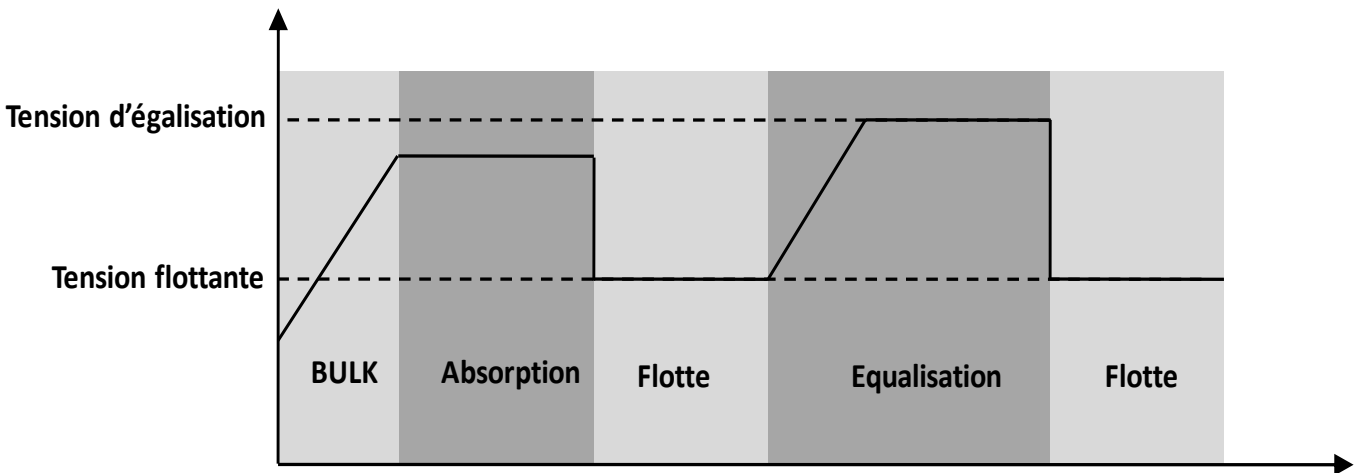 Tension d'égalisation
Tension flottante
BULK
Absorption
Flotte
Equalisation
Flotte